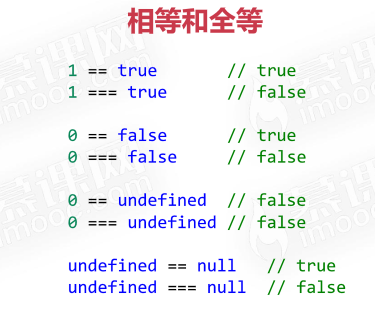 相等和全等
1 == true // true
1 === true // false
0 == false // true
0 === false // false
0 == undefined // false
0 === undefined // false
undefined == null // true
undefined === null // false